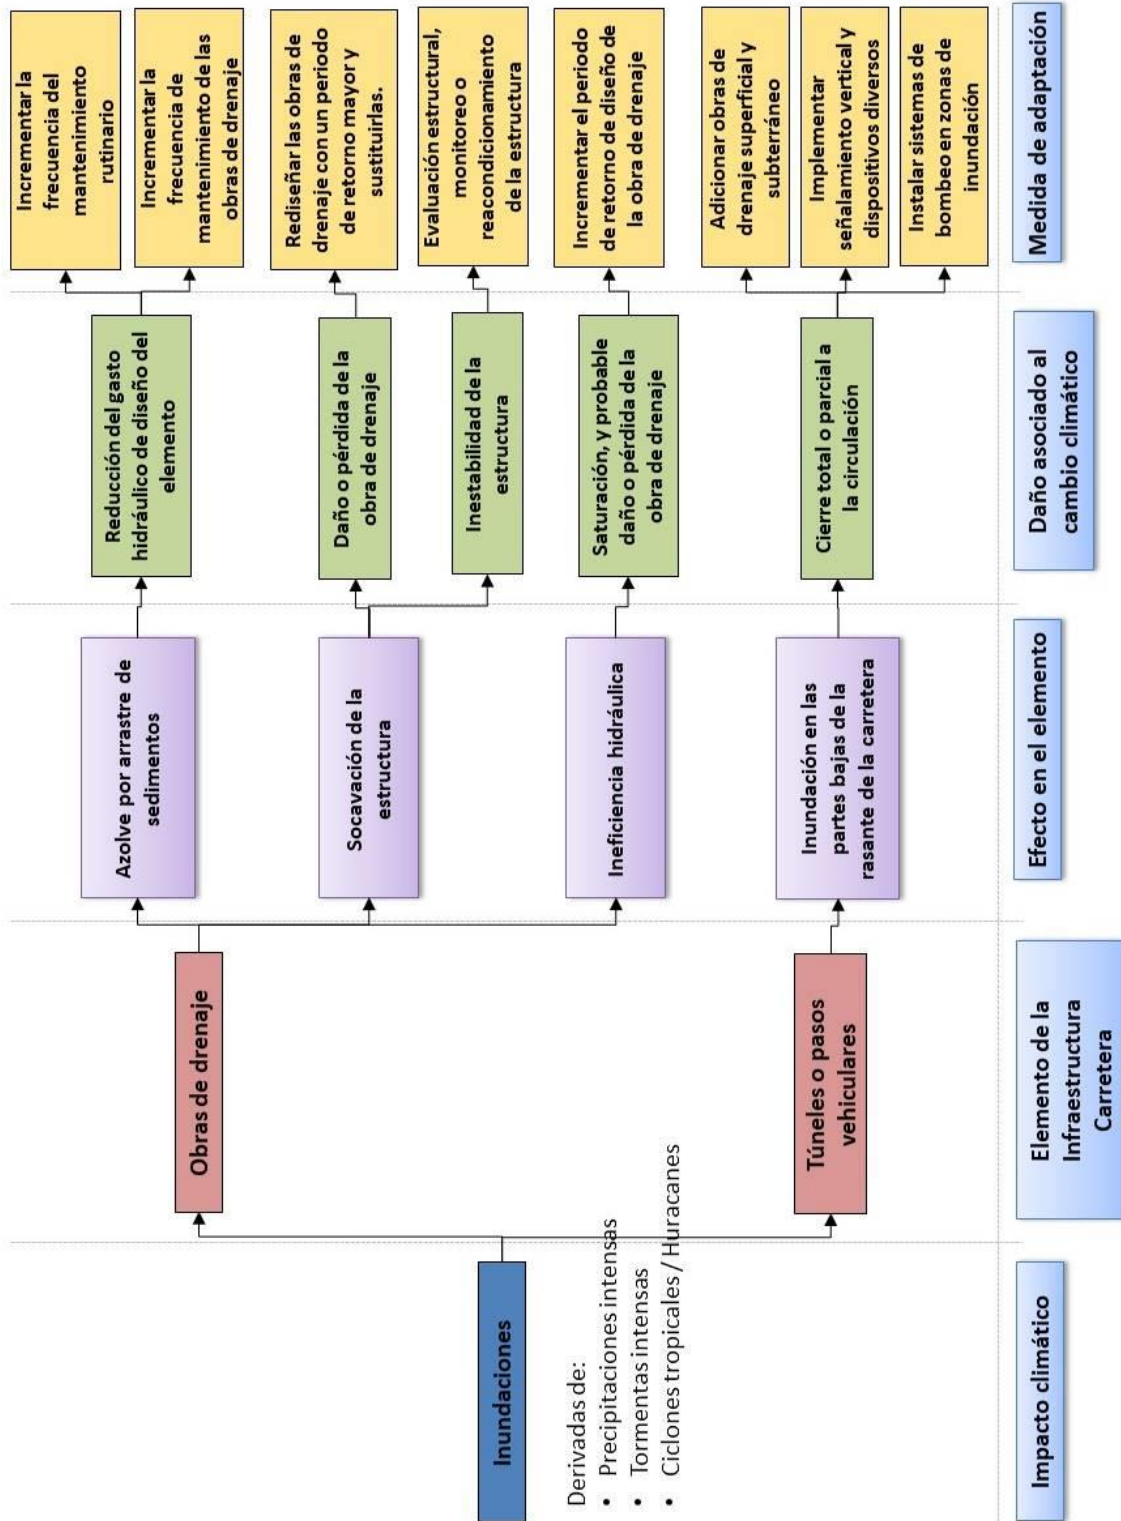 Inundaciones
Derivadas de:
• Precipitaciones intensas
• Tormentas intensas
• Ciclones tropicales / Huracanes
Impacto climático
Obras de drenaje
Túneles o pasos
vehiculares
Elemento de la
Infraestructura
Carretera
Azolve por arrastre de
sedimentos
Socavación de la
estructura
Ineficiencia hidráulica
Inundación en las
partes bajas de la
rasante de la carretera
Efecto en el elemento
Reducción del gasto
hidráulico de diseño del
elemento
Daño o pérdida de la
obra de drenaje
Inestabilidad de la
estructura
Saturación, y probable
daño o pérdida de la
obra de drenaje
Cierre total o parcial a
la circulación
Daño asociado al
cambio climático
Incrementar la
frecuencia del
mantenimiento
rutinario
Incrementar la
frecuencia de
mantenimiento de las
obras de drenaje
Rediseñar las obras de
drenaje con un periodo
de retorno mayor y
sustituirlas.
Evaluación estructural,
monitoreo o
reacondicionamiento
de la estructura
Incrementar el periodo
de retorno de diseño de
la obra de drenaje
Adicionar obras de
drenaje superficial y
subterráneo
Implementar
señalamiento vertical y
dispositivos diversos
Instalar sistemas de
bombeo en zonas de
inundación
Medida de adaptación